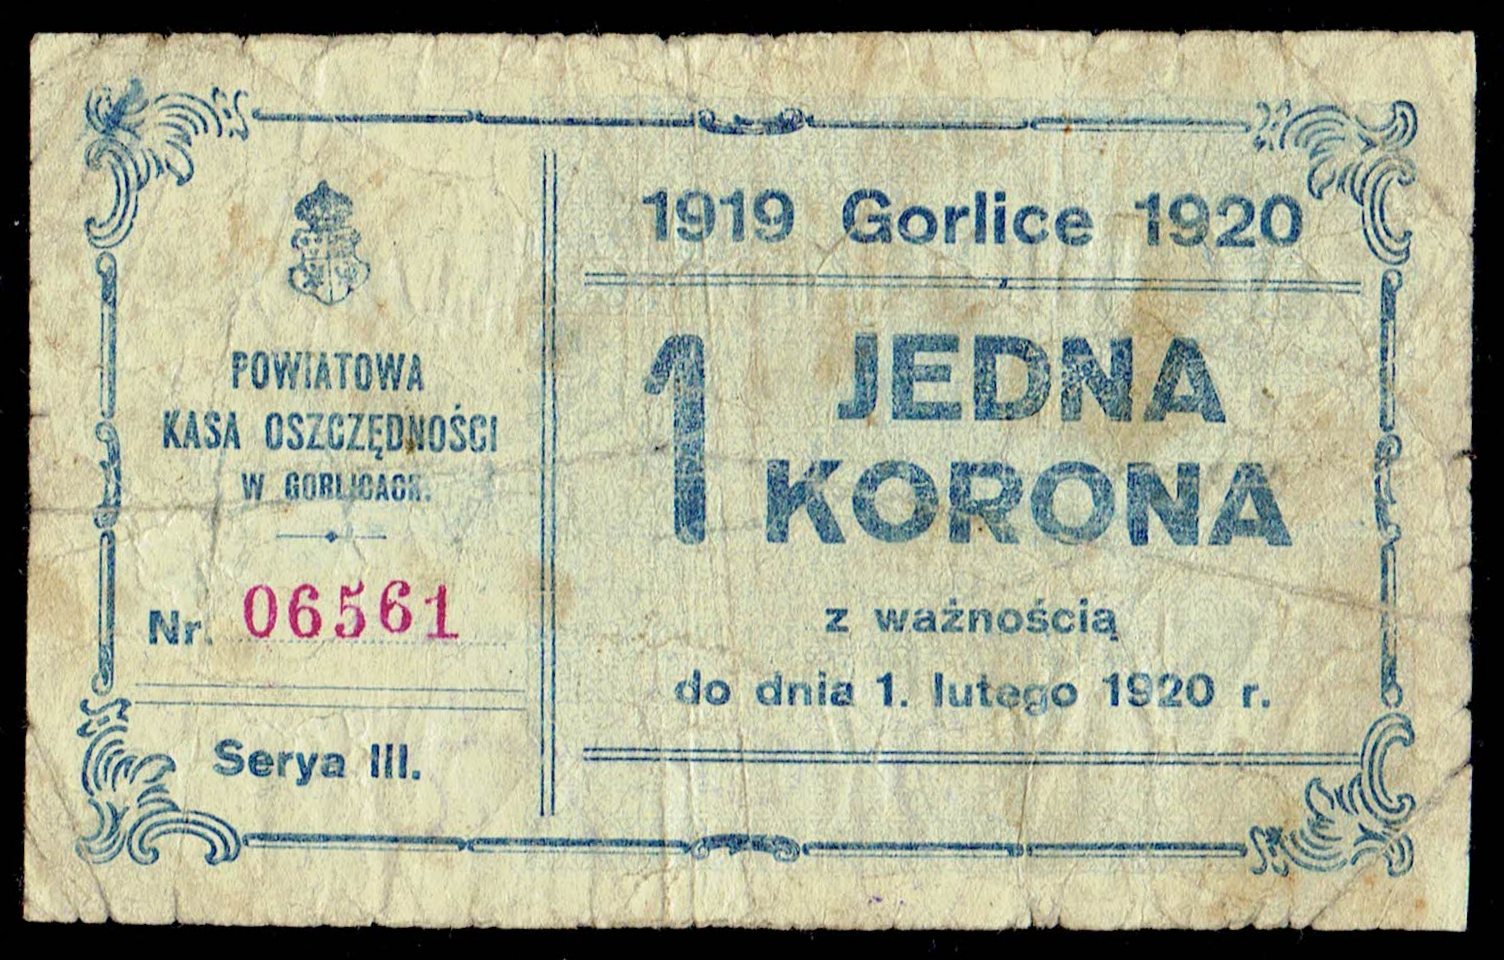 POWIATOWA
KASA OSZCZĘDNOŚCI
W GORLICACH.
Nr. 06561
Serya III.
1919 Gorlice 1920
1 JEDNA
KORONA
z ważnością
do dnia 1. lutego 1920 r.